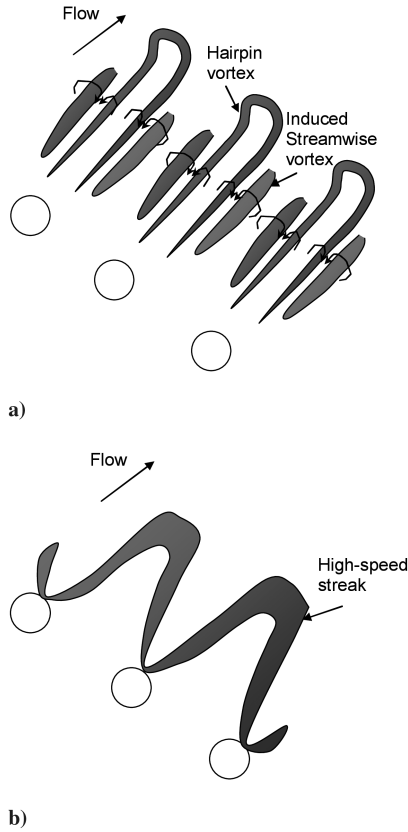 Flow
Hairpin
vortex
Induced
Streamwise
vortex
a)
Flow
High-speed
streak
b)